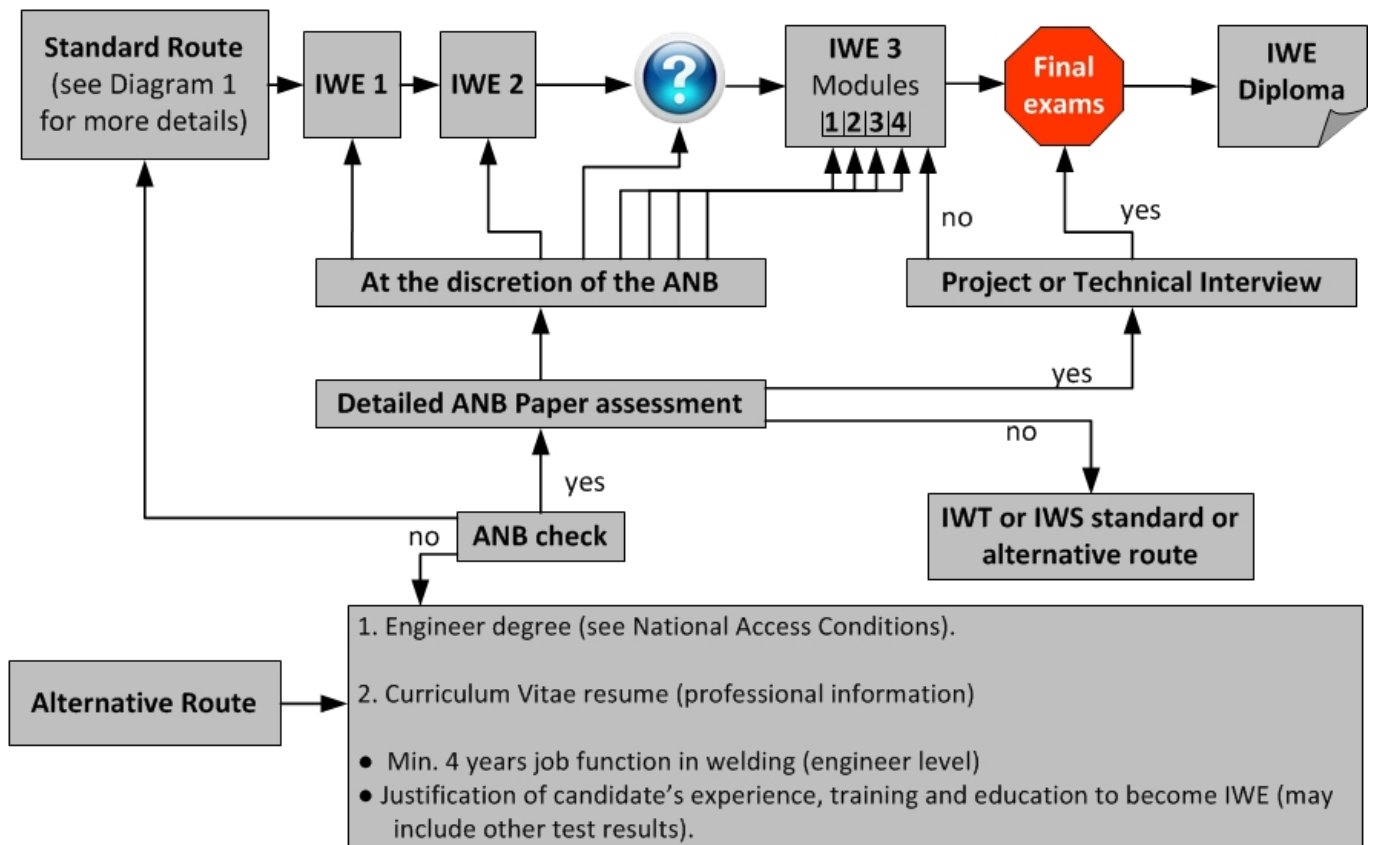 Standard Route
(see Diagram 1
for more details)
IWE 1
IWE 2
?
IWE 3
Modules
1 2 3 4
Final
exams
IWE
Diploma
no
yes
At the discretion of the ANB
Project or Technical Interview
yes
Detailed ANB Paper assessment
no
yes
IWT or IWS standard or
alternative route
no
ANB check
1. Engineer degree (see National Access Conditions).
Alternative Route
2. Curriculum Vitae resume (professional information)
● Min. 4 years job function in welding (engineer level)
● Justification of candidate’s experience, training and education to become IWE (may
include other test results).